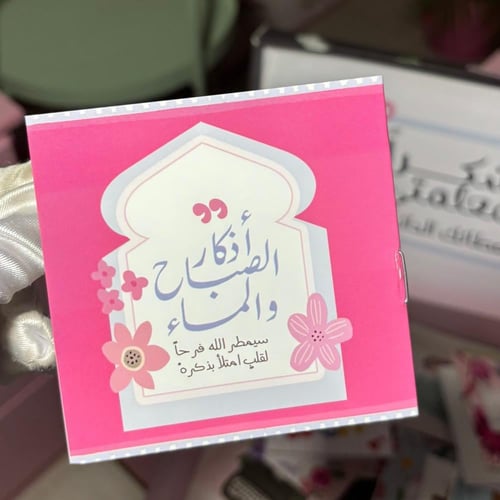 أذكار
الصباح
والمساء
سيمطر الله فرحاً
لقلبٍ امتلأ بذكره